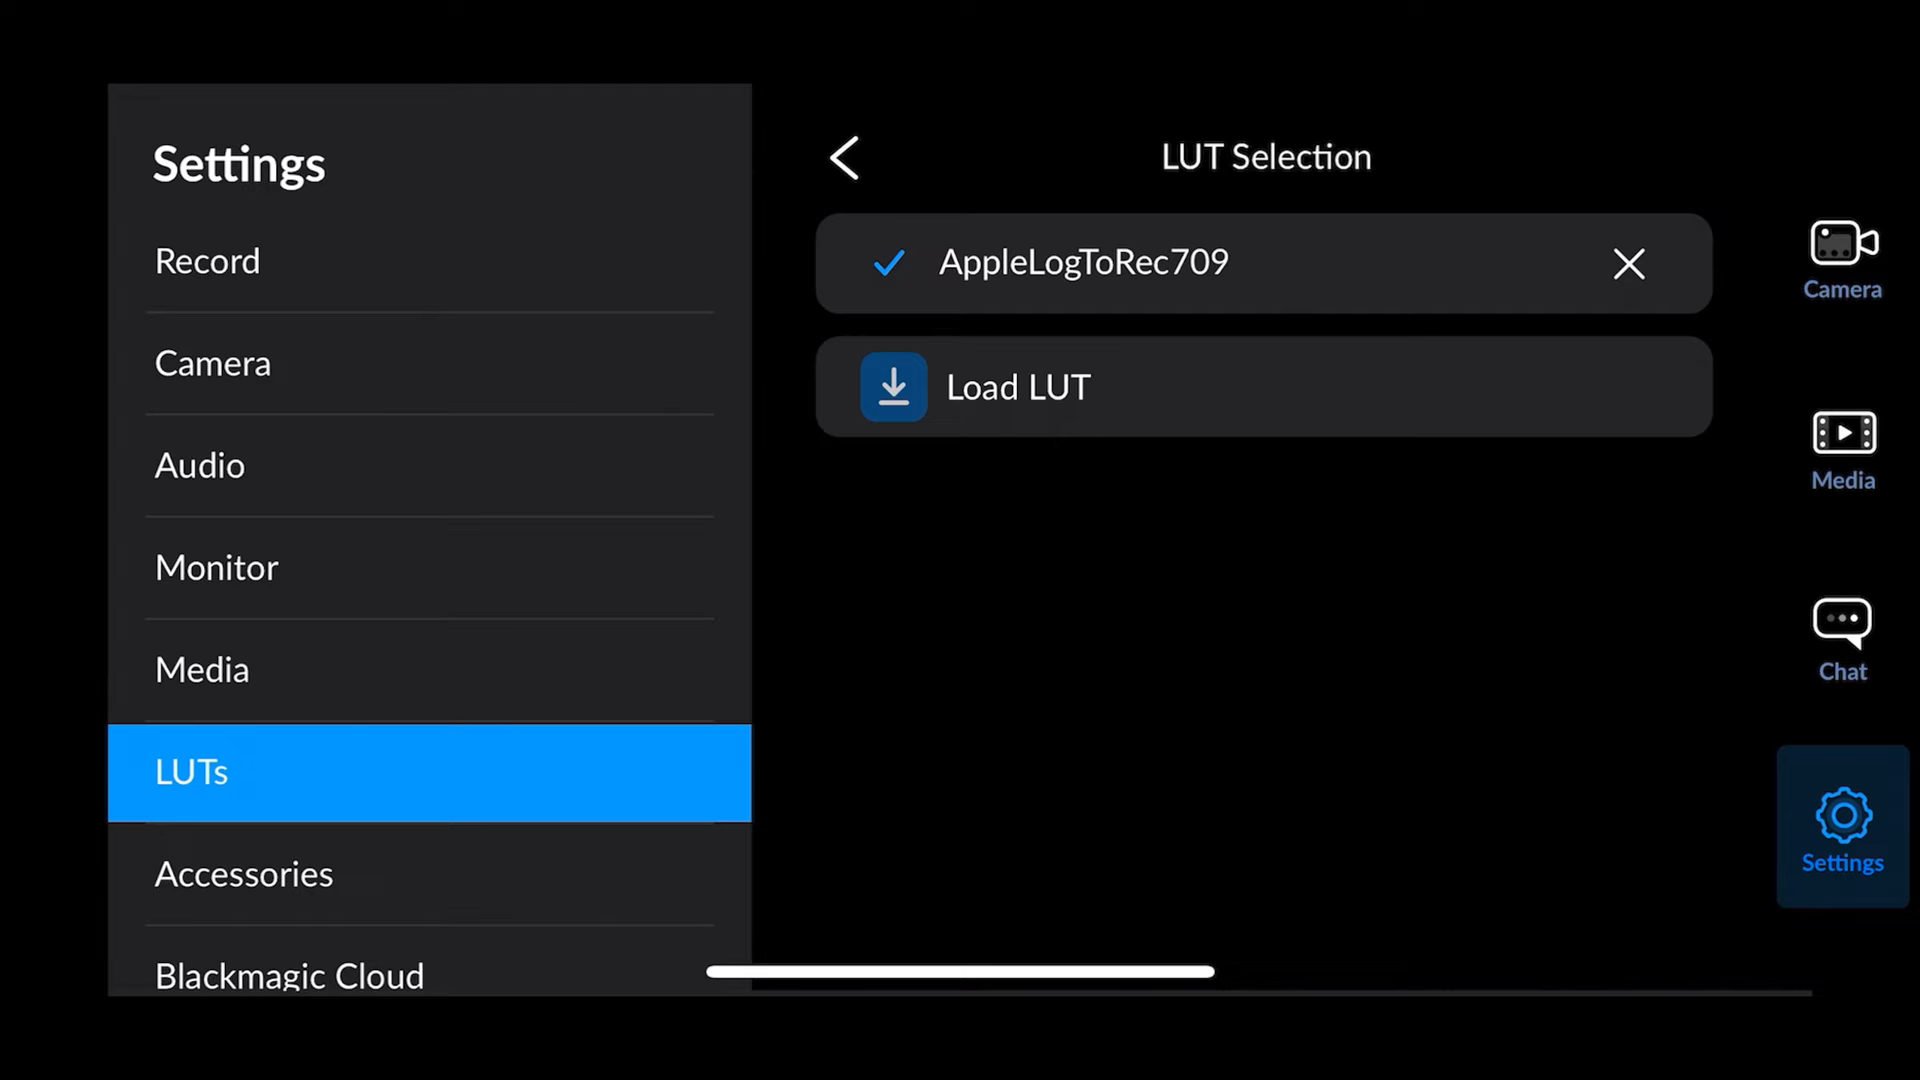 Settings
Record
Camera
Audio
Monitor
Media
LUTs
Accessories
Blackmagic Cloud
LUT Selection
AppleLogToRec709
Load LUT
Camera
Media
Chat
Settings